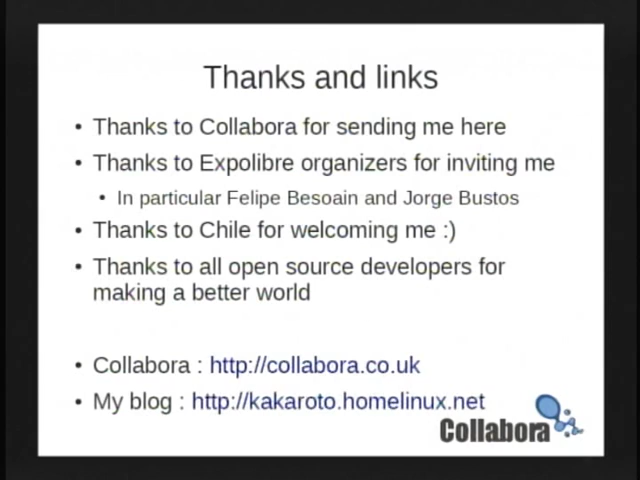 Thanks and links
• Thanks to Collabora for sending me here
• Thanks to Expolibre organizers for inviting me
• In particular Felipe Besoain and Jorge Bustos
• Thanks to Chile for welcoming me :)
• Thanks to all open source developers for
making a better world
• Collabora : http://collabora.co.uk
• My blog : http://kakaroto.homelinux.net
Collabora